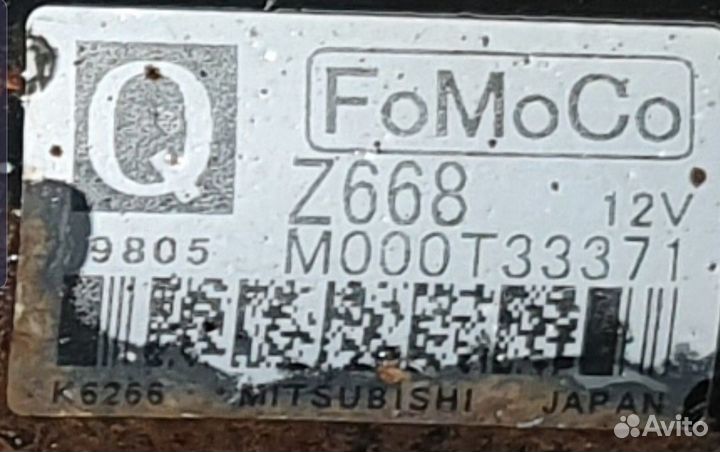 Q FoMoCo
Z668 12V
9805 M000T33371
K6266 MITSUBISHI JAPAN
Avito